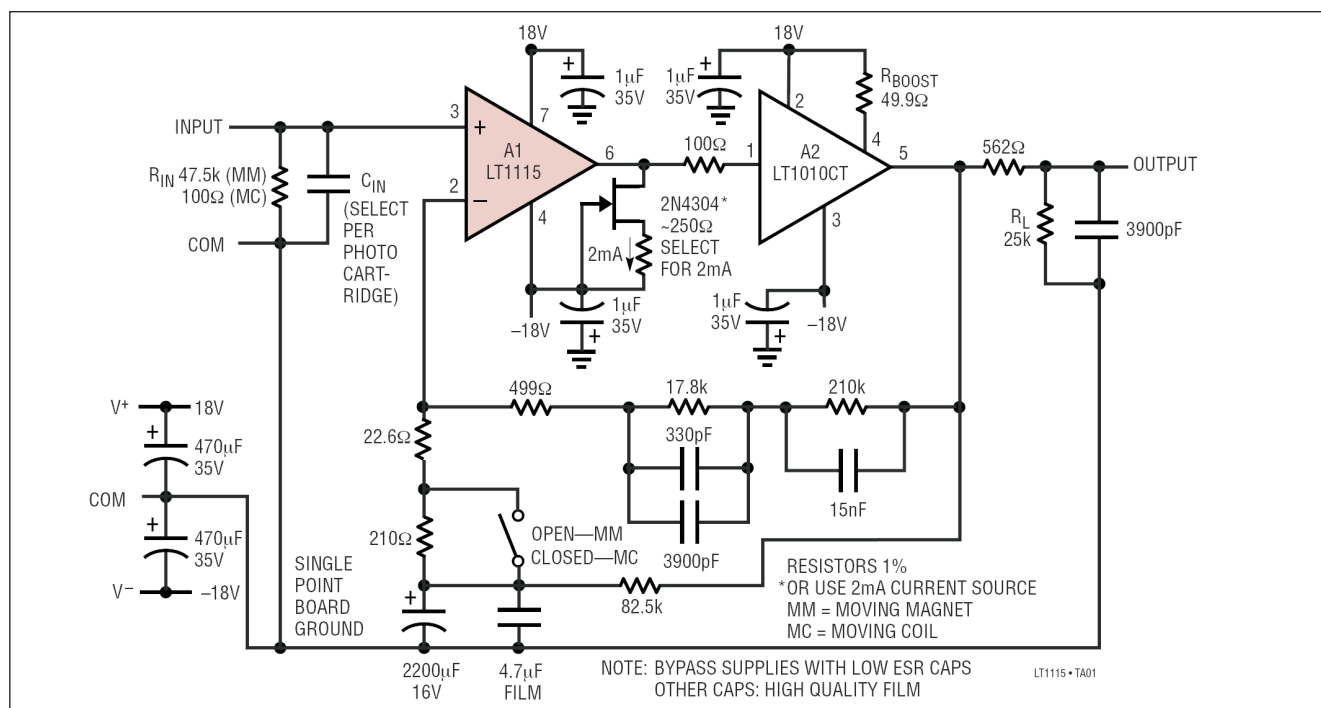 18V
1μF
35V
18V
1μF
35V
RBOOST
49.9Ω
INPUT
3
+
7
A1
LT1115
6
2
–
4
100Ω
1
2
A2
LT1010CT
4
5
3
562Ω
OUTPUT
RIN 47.5k (MM)
100Ω (MC)
CIN
(SELECT
PER
PHOTO
CART-
RIDGE)
COM
2N4304*
~250Ω
SELECT
FOR 2mA
2mA
RL
25k
3900pF
–18V
1μF
35V
+
1μF
35V
–18V
+
499Ω
17.8k
210k
330pF
3900pF
15nF
22.6Ω
V+
18V
+
470μF
35V
COM
+
470μF
35V
V–
–18V
210Ω
OPEN—MM
CLOSED—MC
SINGLE
POINT
BOARD
GROUND
82.5k
RESISTORS 1%
*OR USE 2mA CURRENT SOURCE
MM = MOVING MAGNET
MC = MOVING COIL
+
2200μF
16V
4.7μF
FILM
NOTE: BYPASS SUPPLIES WITH LOW ESR CAPS
OTHER CAPS: HIGH QUALITY FILM
LT1115 • TA01